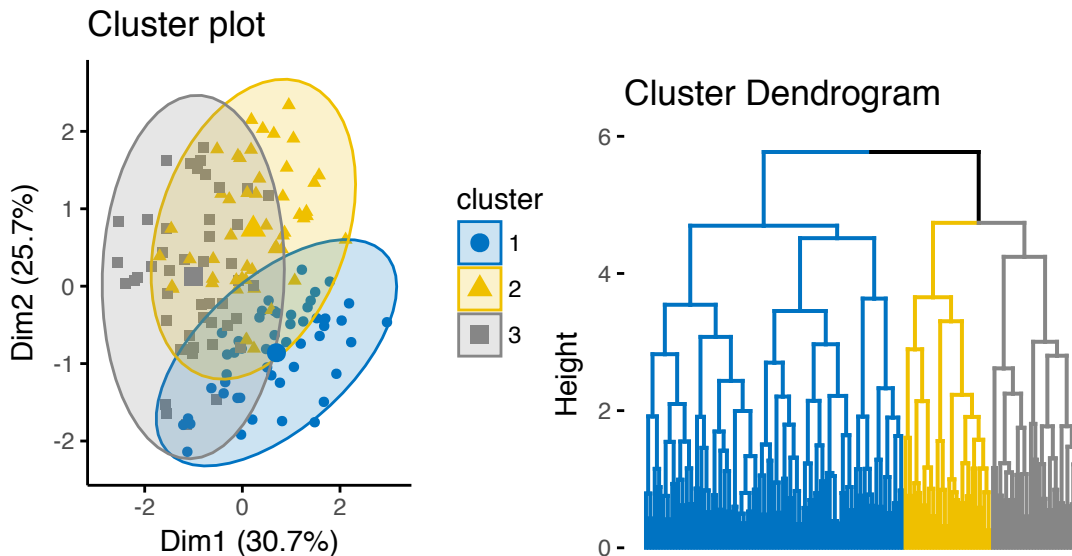 Cluster plot
2
1
0
-1
-2
Dim2 (25.7%)
-2
0
2
Dim1 (30.7%)
cluster
1
2
3
Cluster Dendrogram
6
4
2
0
Height